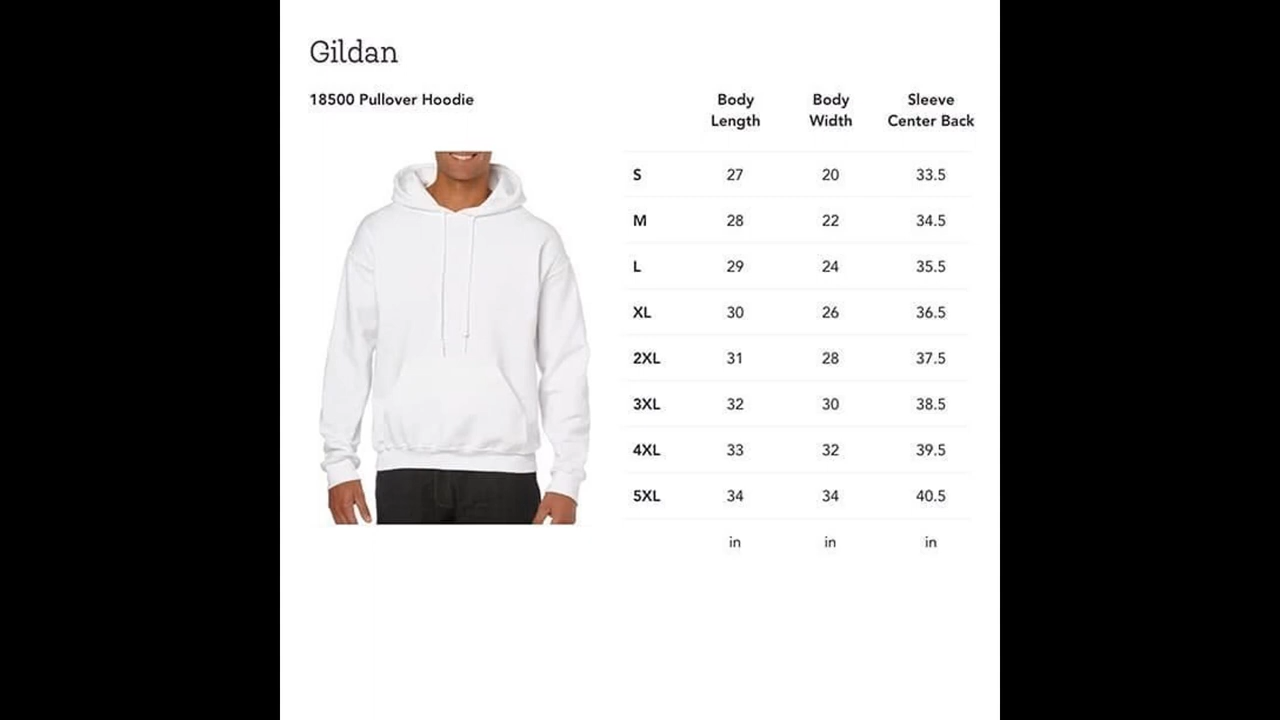 Gildan
18500 Pullover Hoodie
Body Length Body Width Sleeve Center Back
S 27 20 33.5
M 28 22 34.5
L 29 24 35.5
XL 30 26 36.5
2XL 31 28 37.5
3XL 32 30 38.5
4XL 33 32 39.5
5XL 34 34 40.5
in in in